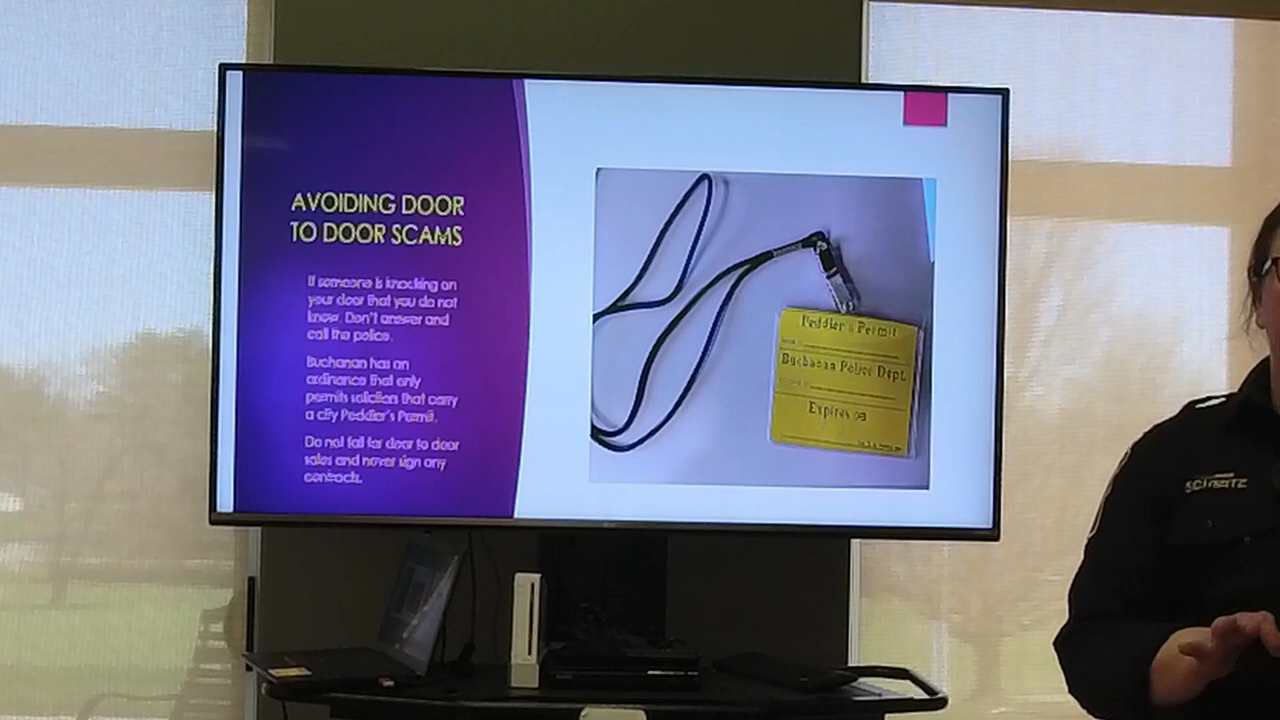 AVOIDING DOOR
TO DOOR SCAMS
If someone is knocking on
your door that you do not
know. Don't answer and
call the police.
Buchanan has an
ordinance that only
permits solicitors that carry
a city Peddler's Permit.
Do not fall for door to door
sales and never sign any
contracts.
Peddler's Permit
Buchanan Police Dept.
Expires on